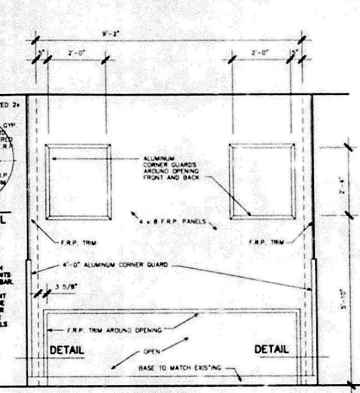 9'-2"
5"
2'-0"
2'-0"
5"
ALUMINUM
CORNER GUARDS
AROUND OPENING
FRONT AND BACK
2'-4"
4 x 8 F.R.P. PANELS
F.R.P. TRIM
F.R.P. TRIM
4'-0" ALUMINUM CORNER GUARD
3 5/8"
5'-10"
F.R.P. TRIM AROUND OPENING
DETAIL
OPEN
DETAIL
BASE TO MATCH EXISTING